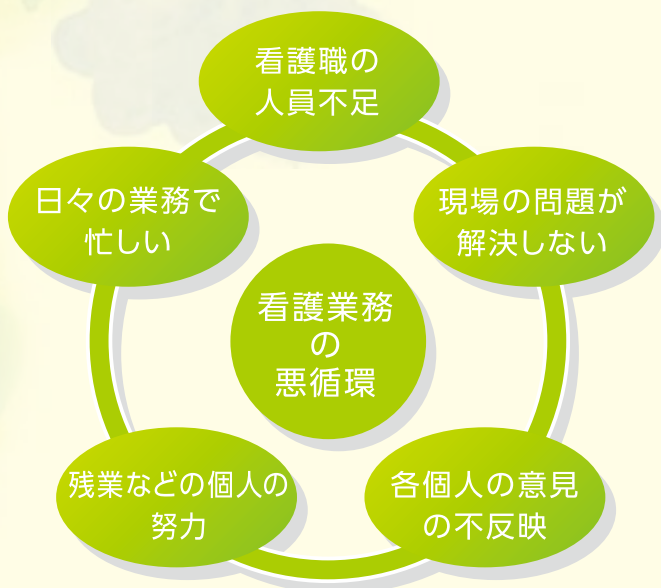 看護職の
人員不足
現場の問題が
解決しない
各個人の意見
の不反映
残業などの個人の
努力
日々の業務で
忙しい
看護業務
の
悪循環